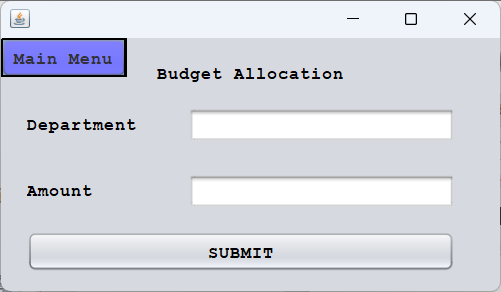 Main Menu
Budget Allocation
Department
Amount
SUBMIT